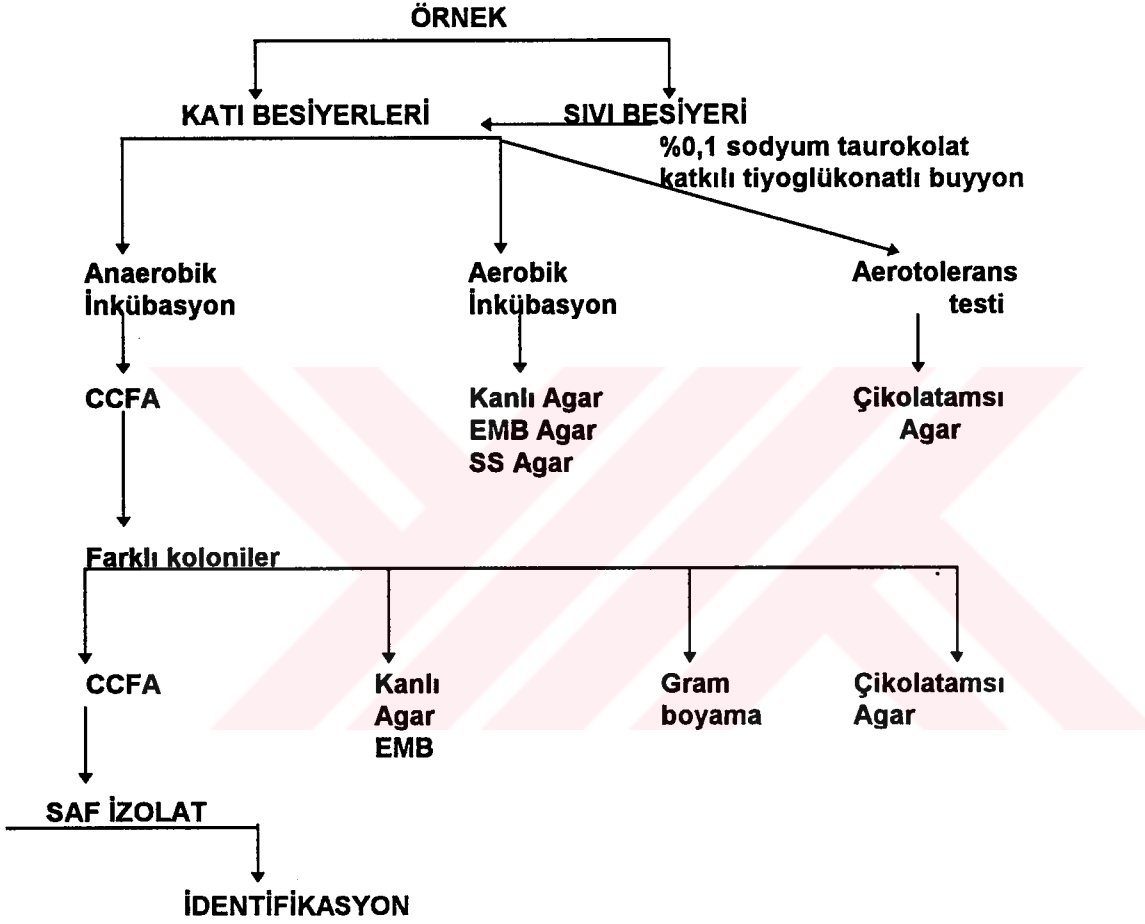 ÖRNEK
KATI BESİYERLERİ
SIVI BESİYERİ
%0,1 sodyum taurokolat
katkılı tiyoglükonatlı buyyon
Anaerobik
İnkübasyon
Aerobik
İnkübasyon
Aerotolerans
testi
CCFA
Kanlı Agar
EMB Agar
SS Agar
Çikolatamsı
Agar
Farklı koloniler
CCFA
Kanlı
Agar
EMB
Gram
boyama
Çikolatamsı
Agar
SAF İZOLAT
İDENTİFİKASYON